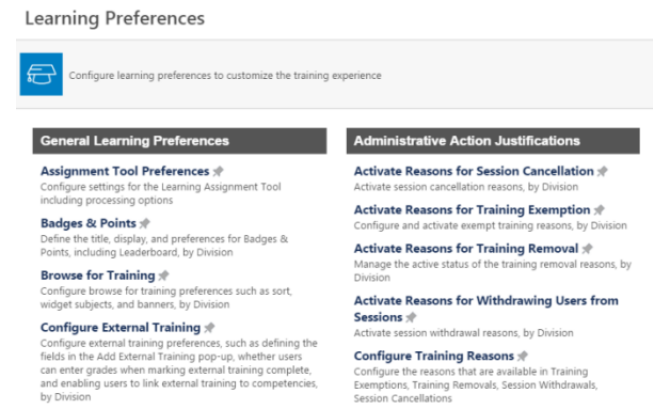 Learning Preferences
Configure learning preferences to customize the training experience
General Learning Preferences
Assignment Tool Preferences
Configure settings for the Learning Assignment Tool
including processing options
Badges & Points
Define the title, display, and preferences for Badges &
Points, including Leaderboard, by Division
Browse for Training
Configure browse for training preferences such as sort,
widget subjects, and banners, by Division
Configure External Training
Configure external training preferences, such as defining the
fields in the Add External Training pop-up, whether users
can enter grades when marking external training complete,
and enabling users to link external training to competencies,
by Division
Administrative Action Justifications
Activate Reasons for Session Cancellation
Activate session cancellation reasons, by Division
Activate Reasons for Training Exemption
Configure and activate exempt training reasons, by Division
Activate Reasons for Training Removal
Manage the active status of the training removal reasons, by
Division
Activate Reasons for Withdrawing Users from
Sessions
Activate session withdrawal reasons, by Division
Configure Training Reasons
Configure the reasons that are available in Training
Exemptions, Training Removals, Session Withdrawals,
Session Cancellations